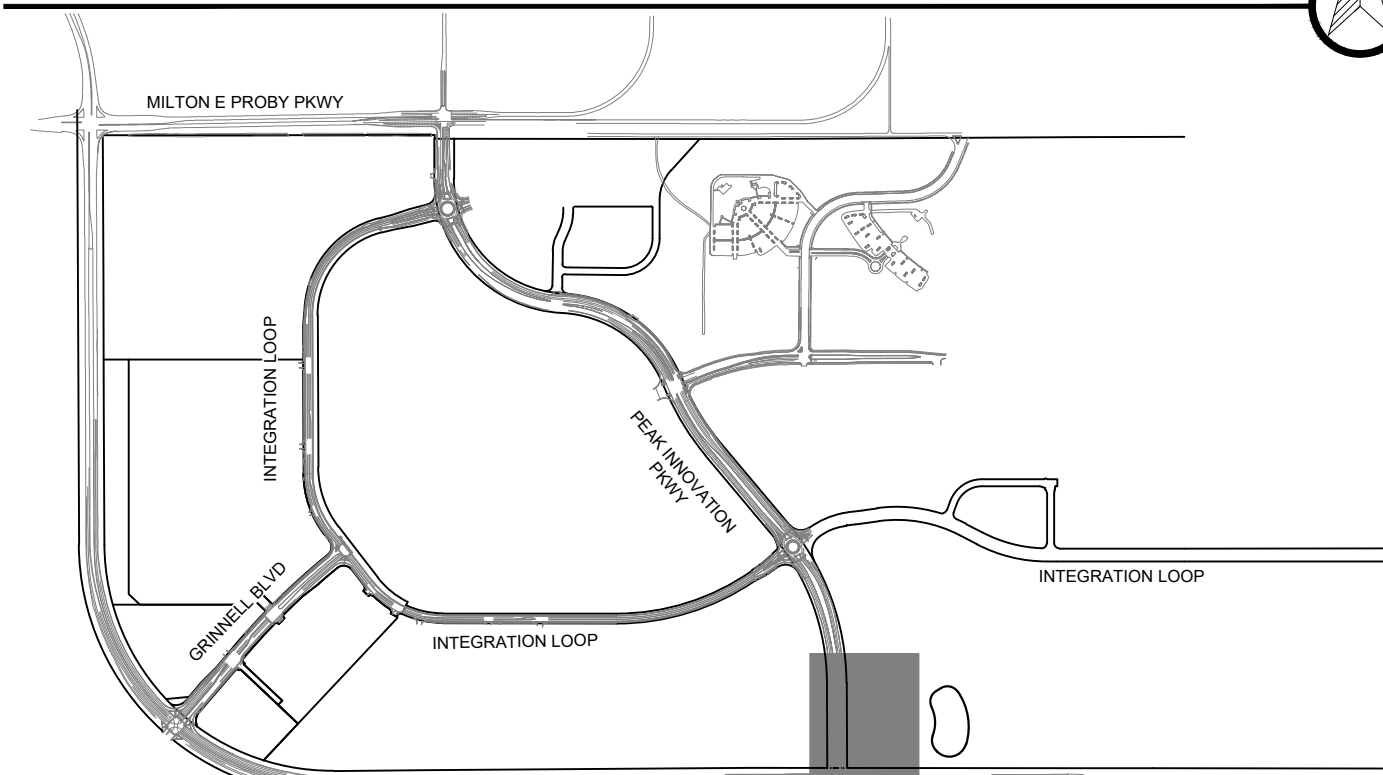 MILTON E PROBY PKWY
INTEGRATION LOOP
PEAK INNOVATION
PKWY
GRINNELL BLVD
INTEGRATION LOOP
INTEGRATION LOOP